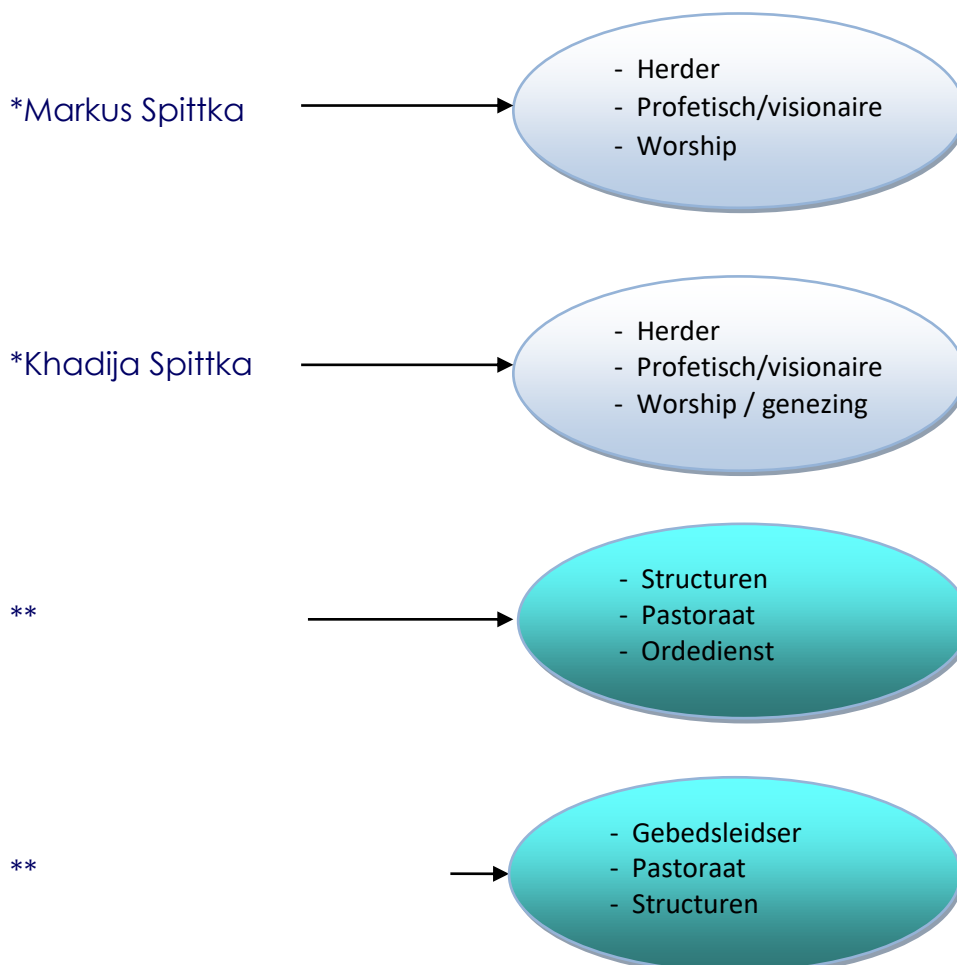 *Markus Spittka
- Herder
- Profetisch/visionaire
- Worship
*Khadija Spittka
- Herder
- Profetisch/visionaire
- Worship / genezing
**
- Structuren
- Pastoraat
- Ordedienst
**
- Gebedsleidser
- Pastoraat
- Structuren